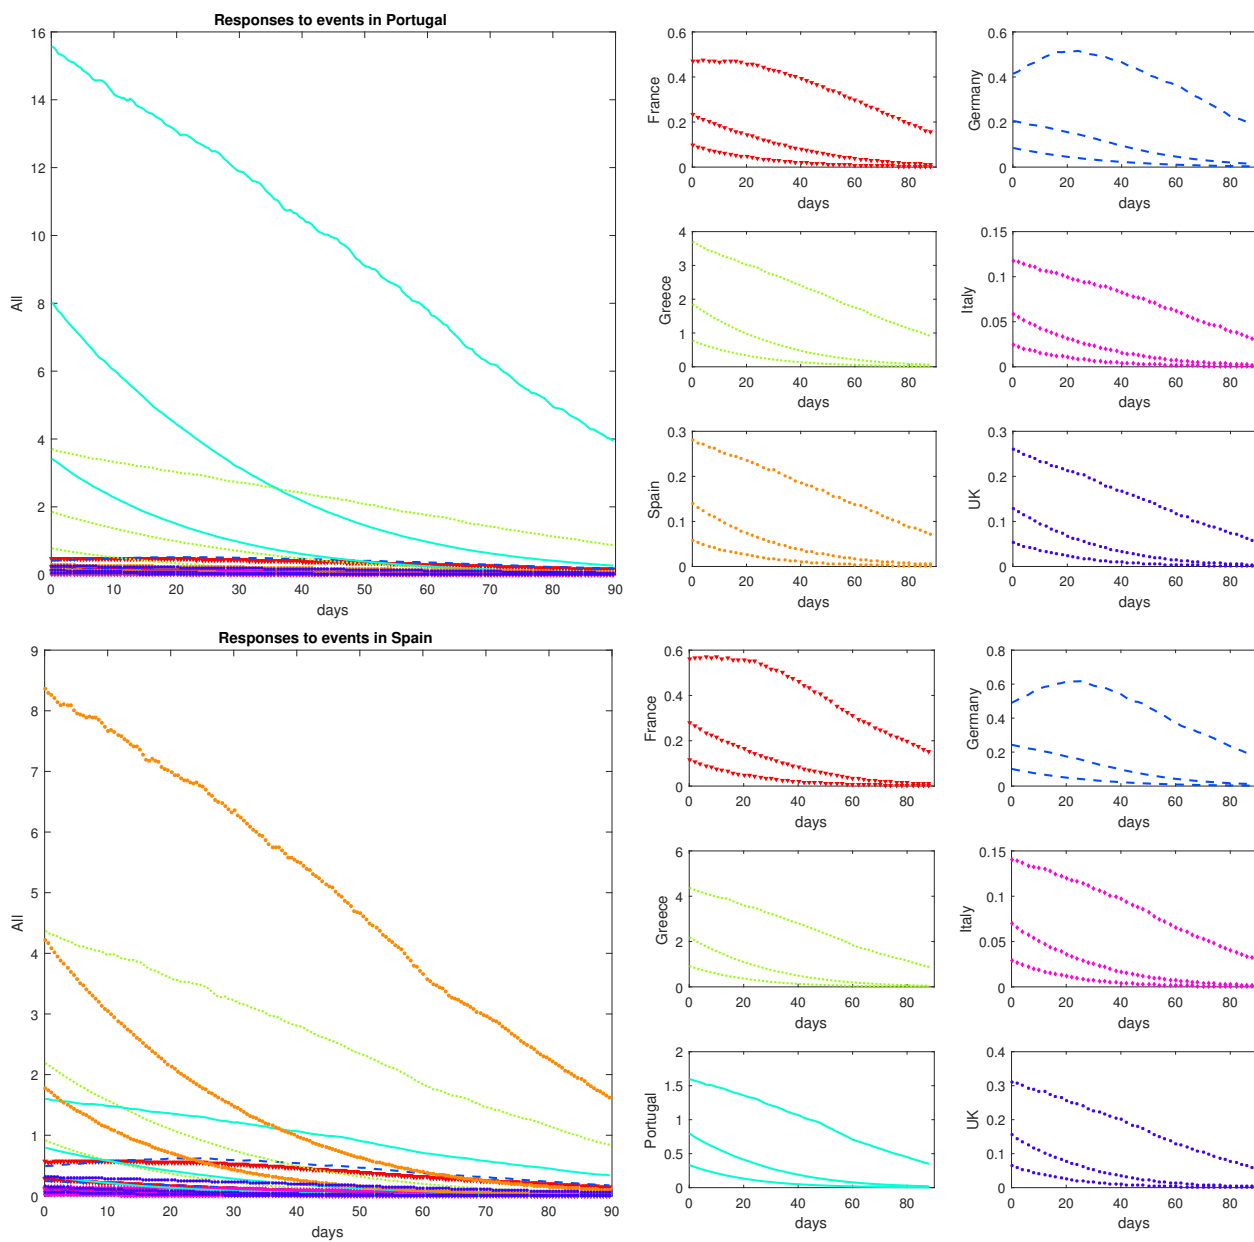 Responses to events in Portugal
All
16
14
12
10
8
6
4
2
0
0 10 20 30 40 50 60 70 80 90
days
France
0.6
0.4
0.2
0
0 20 40 60 80
days
Germany
0.6
0.4
0.2
0
0 20 40 60 80
days
Greece
4
3
2
1
0
0 20 40 60 80
days
Italy
0.15
0.1
0.05
0
0 20 40 60 80
days
Spain
0.3
0.2
0.1
0
0 20 40 60 80
days
UK
0.3
0.2
0.1
0
0 20 40 60 80
days
Responses to events in Spain
All
9
8
7
6
5
4
3
2
1
0
0 10 20 30 40 50 60 70 80 90
days
France
0.6
0.4
0.2
0
0 20 40 60 80
days
Germany
0.8
0.6
0.4
0.2
0
0 20 40 60 80
days
Greece
6
4
2
0
0 20 40 60 80
days
Italy
0.15
0.1
0.05
0
0 20 40 60 80
days
Portugal
2
1.5
1
0.5
0
0 20 40 60 80
days
UK
0.4
0.3
0.2
0.1
0
0 20 40 60 80
days